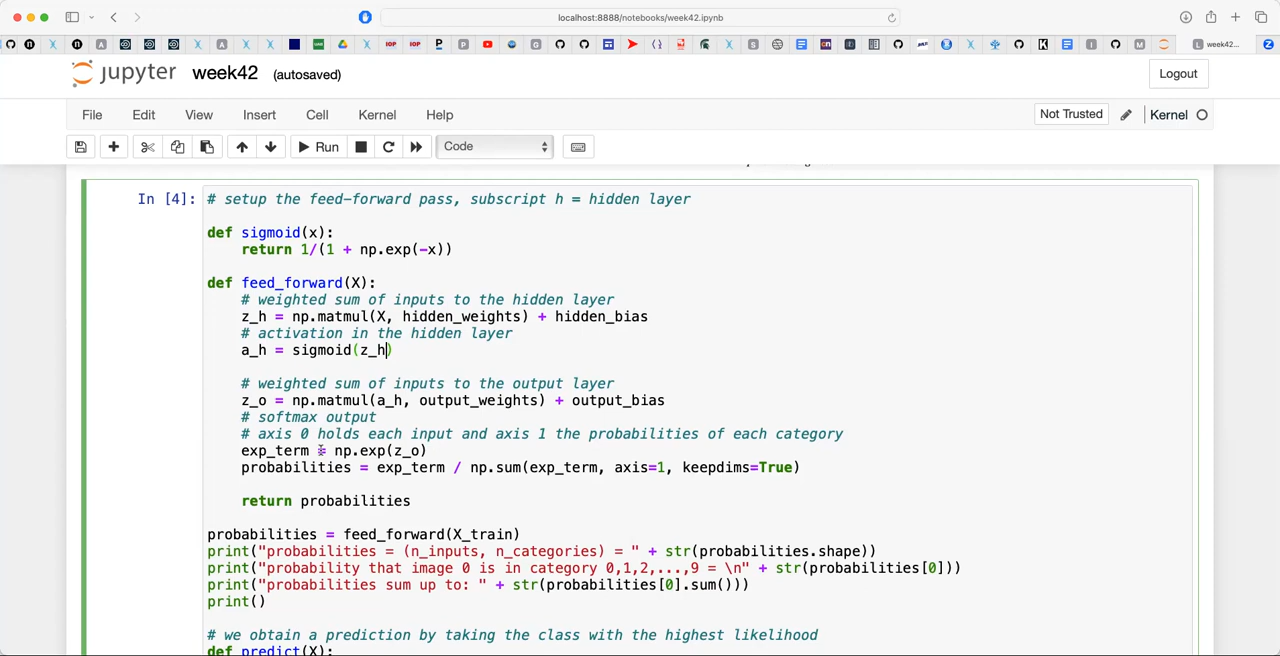 localhost:8888/notebooks/week42.ipynb
week42...
jupyter week42 (autosaved)
Logout
File Edit View Insert Cell Kernel Help
Not Trusted
Kernel
Run
Code
In [4]:
# setup the feed-forward pass, subscript h = hidden layer
def sigmoid(x):
return 1/(1 + np.exp(-x))
def feed_forward(X):
# weighted sum of inputs to the hidden layer
z_h = np.matmul(X, hidden_weights) + hidden_bias
# activation in the hidden layer
a_h = sigmoid(z_h)
# weighted sum of inputs to the output layer
z_o = np.matmul(a_h, output_weights) + output_bias
# softmax output
# axis 0 holds each input and axis 1 the probabilities of each category
exp_term = np.exp(z_o)
probabilities = exp_term / np.sum(exp_term, axis=1, keepdims=True)
return probabilities
probabilities = feed_forward(X_train)
print("probabilities = (n_inputs, n_categories) = " + str(probabilities.shape))
print("probability that image 0 is in category 0,1,2,...,9 = \n" + str(probabilities[0]))
print("probabilities sum up to: " + str(probabilities[0].sum()))
print()
# we obtain a prediction by taking the class with the highest likelihood
def predict(X):